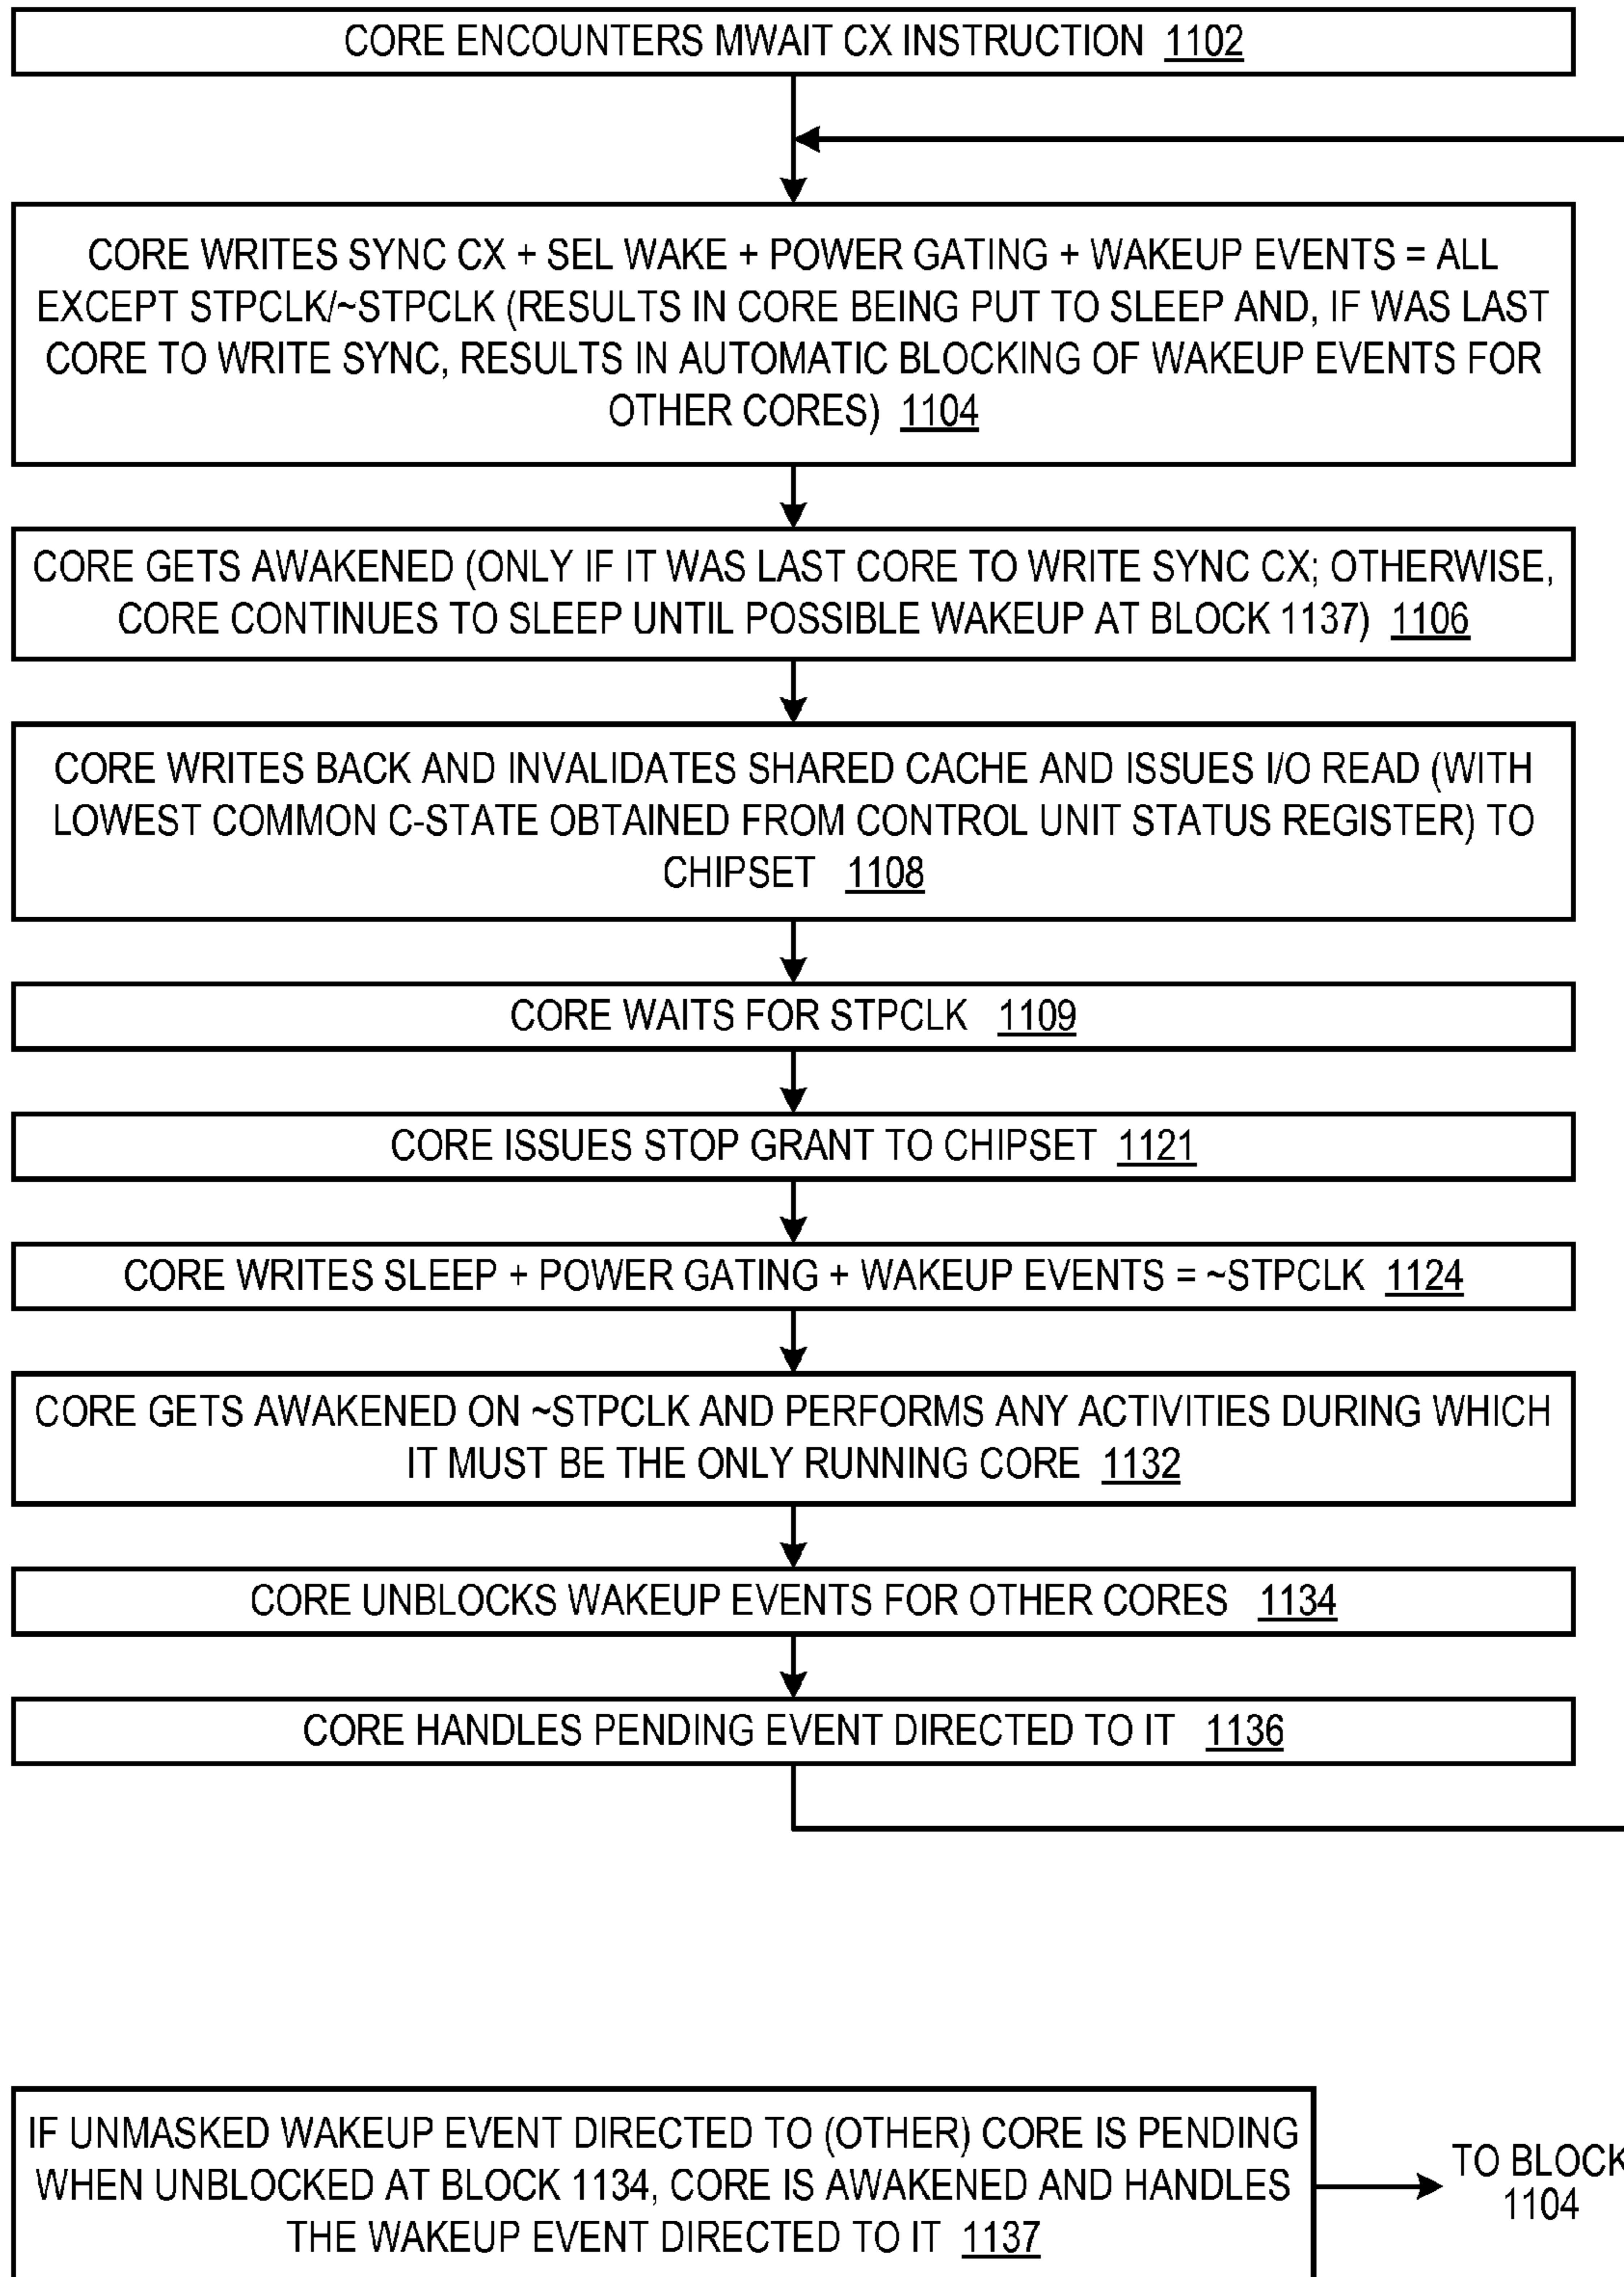 CORE ENCOUNTERS MWAIT CX INSTRUCTION 1102
CORE WRITES SYNC CX + SEL WAKE + POWER GATING + WAKEUP EVENTS = ALL
EXCEPT STPCLK/~STPCLK (RESULTS IN CORE BEING PUT TO SLEEP AND, IF WAS LAST
CORE TO WRITE SYNC, RESULTS IN AUTOMATIC BLOCKING OF WAKEUP EVENTS FOR
OTHER CORES) 1104
CORE GETS AWAKENED (ONLY IF IT WAS LAST CORE TO WRITE SYNC CX; OTHERWISE,
CORE CONTINUES TO SLEEP UNTIL POSSIBLE WAKEUP AT BLOCK 1137) 1106
CORE WRITES BACK AND INVALIDATES SHARED CACHE AND ISSUES I/O READ (WITH
LOWEST COMMON C-STATE OBTAINED FROM CONTROL UNIT STATUS REGISTER) TO
CHIPSET 1108
CORE WAITS FOR STPCLK 1109
CORE ISSUES STOP GRANT TO CHIPSET 1121
CORE WRITES SLEEP + POWER GATING + WAKEUP EVENTS = ~STPCLK 1124
CORE GETS AWAKENED ON ~STPCLK AND PERFORMS ANY ACTIVITIES DURING WHICH
IT MUST BE THE ONLY RUNNING CORE 1132
CORE UNBLOCKS WAKEUP EVENTS FOR OTHER CORES 1134
CORE HANDLES PENDING EVENT DIRECTED TO IT 1136
IF UNMASKED WAKEUP EVENT DIRECTED TO (OTHER) CORE IS PENDING
WHEN UNBLOCKED AT BLOCK 1134, CORE IS AWAKENED AND HANDLES
THE WAKEUP EVENT DIRECTED TO IT 1137
TO BLOCK
1104